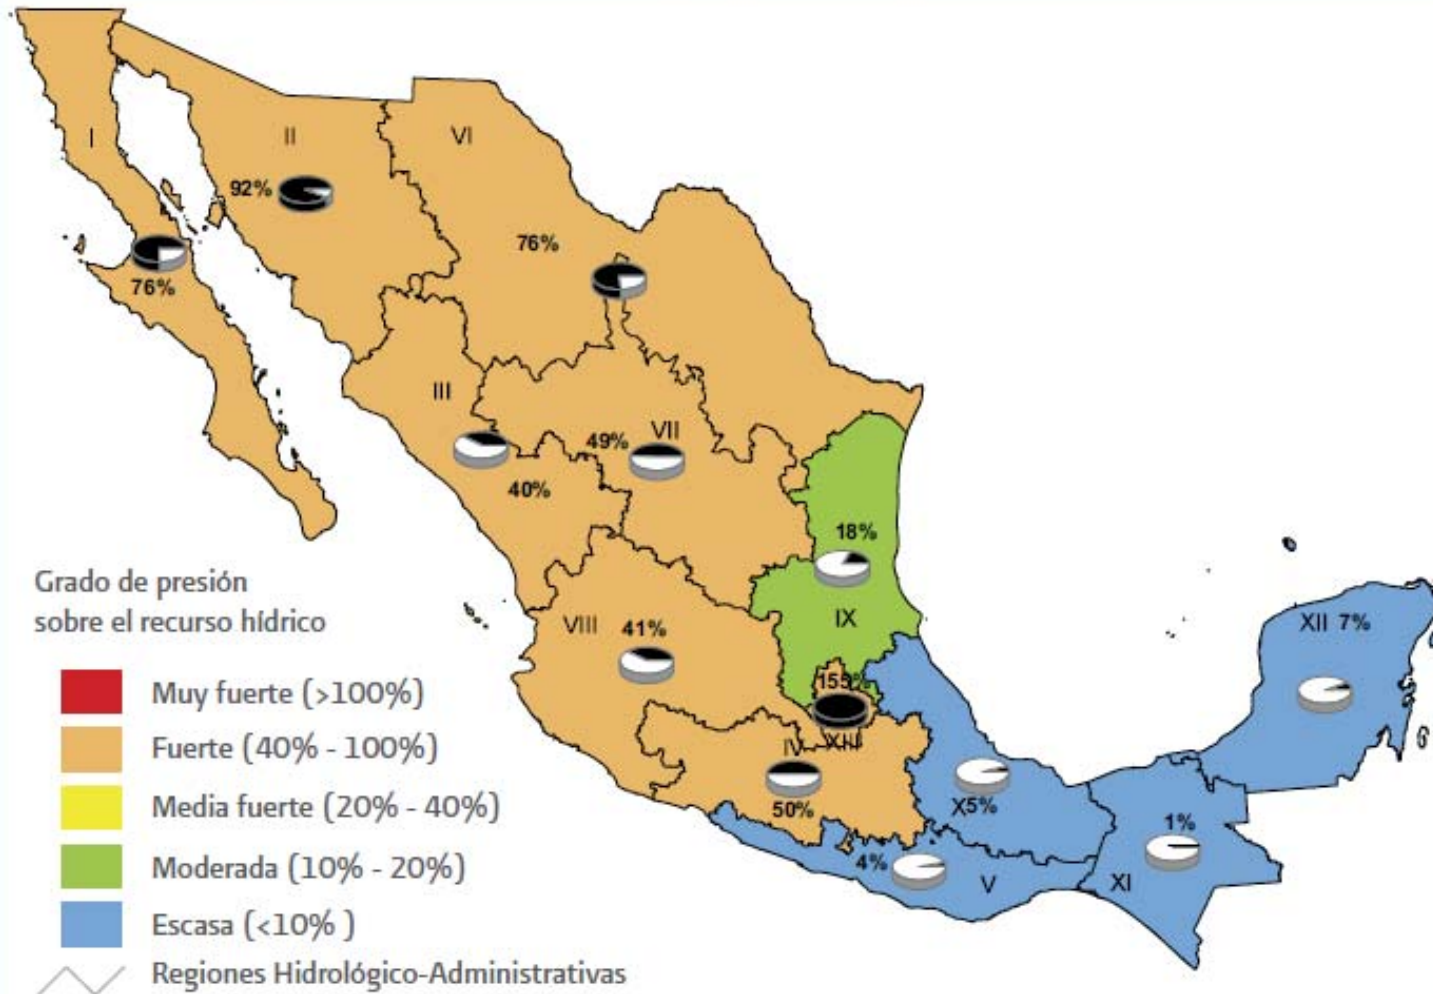 I
II
VI
92%
76%
76%
III
VII
49%
40%
18%
IX
VIII
41%
XII 7%
155%
XIII
IV
50%
X5%
1%
4%
V
XI
Grado de presión
sobre el recurso hídrico
Muy fuerte (>100%)
Fuerte (40% - 100%)
Media fuerte (20% - 40%)
Moderada (10% - 20%)
Escasa (<10% )
Regiones Hidrológico-Administrativas